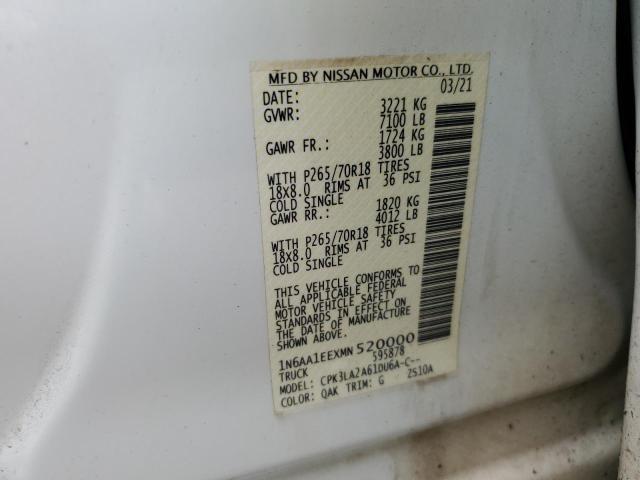 MFD BY NISSAN MOTOR CO., LTD.
DATE: 03/21
GVWR: 3221 KG
7100 LB
GAWR FR.: 1724 KG
3800 LB
WITH P265/70R18 TIRES
18X8.0 RIMS AT 36 PSI
COLD SINGLE
GAWR RR.: 1820 KG
4012 LB
WITH P265/70R18 TIRES
18X8.0 RIMS AT 36 PSI
COLD SINGLE
THIS VEHICLE CONFORMS TO
ALL APPLICABLE FEDERAL
MOTOR VEHICLE SAFETY
STANDARDS IN EFFECT ON
THE DATE OF MANUFACTURE
SHOWN ABOVE.
1N6AA1EEXMN 520000
TRUCK 595878
MODEL: CPK3LA2A61DU6A-C--
COLOR: QAK TRIM: G ZS10A